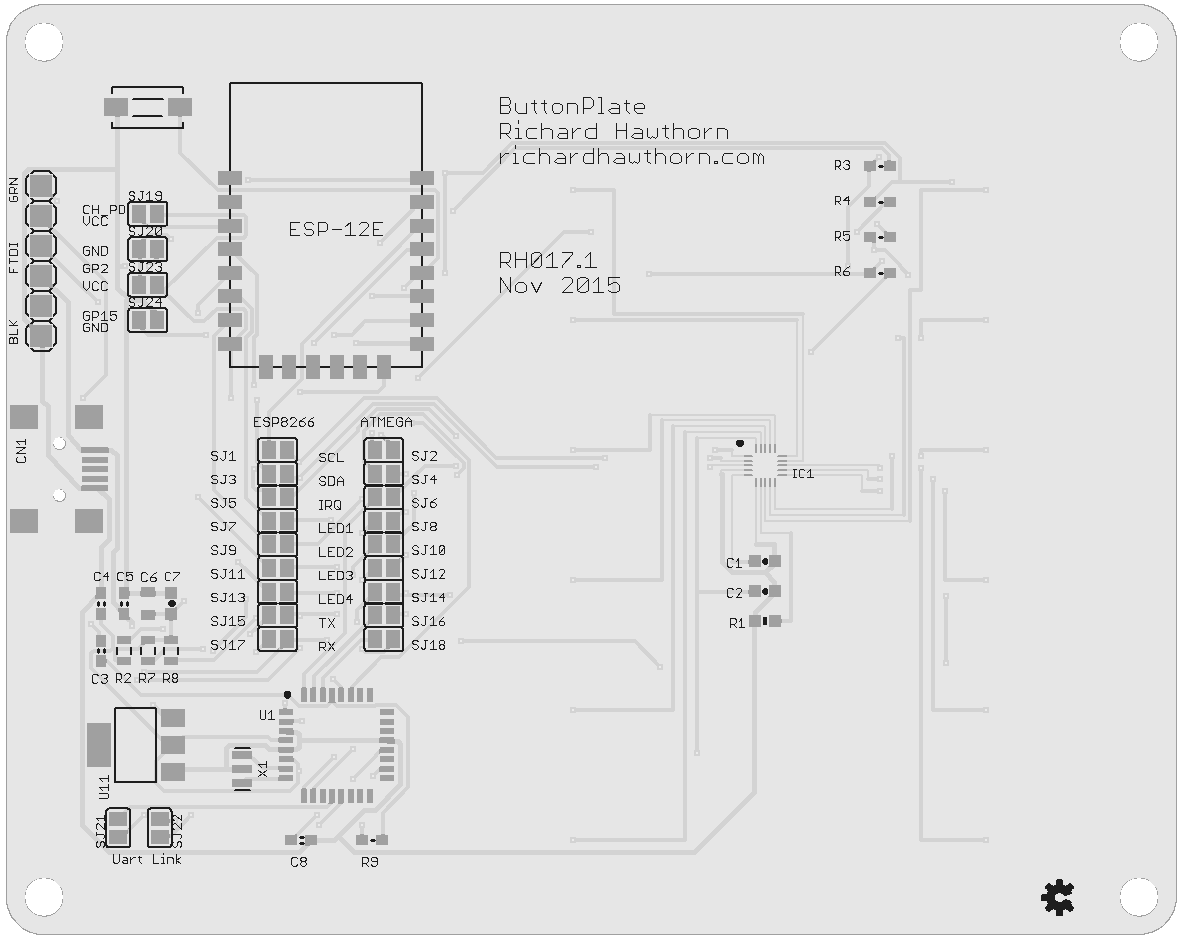 ButtonPlate
Richard Hawthorn
richardhawthorn.com
RH017.1
Nov 2015
ESP-12E
R3
R4
R5
R6
GRN
FTDI
BLK
SJ19
CH_PD
VCC
SJ20
GND
SJ23
GP2
VCC
SJ24
GP15
GND
CN1
ESP8266 ATMEGA
SJ1 SCL SJ2
SJ3 SDA SJ4
SJ5 IRQ SJ6
SJ7 LED1 SJ8
SJ9 LED2 SJ10
SJ11 LED3 SJ12
SJ13 LED4 SJ14
SJ15 TX SJ16
SJ17 RX SJ18
IC1
C1
C2
R1
C4 C5 C6 C7
C3 R2 R7 R8
U1
U11
X1
SJ21 SJ22
Uart Link
C8 R9